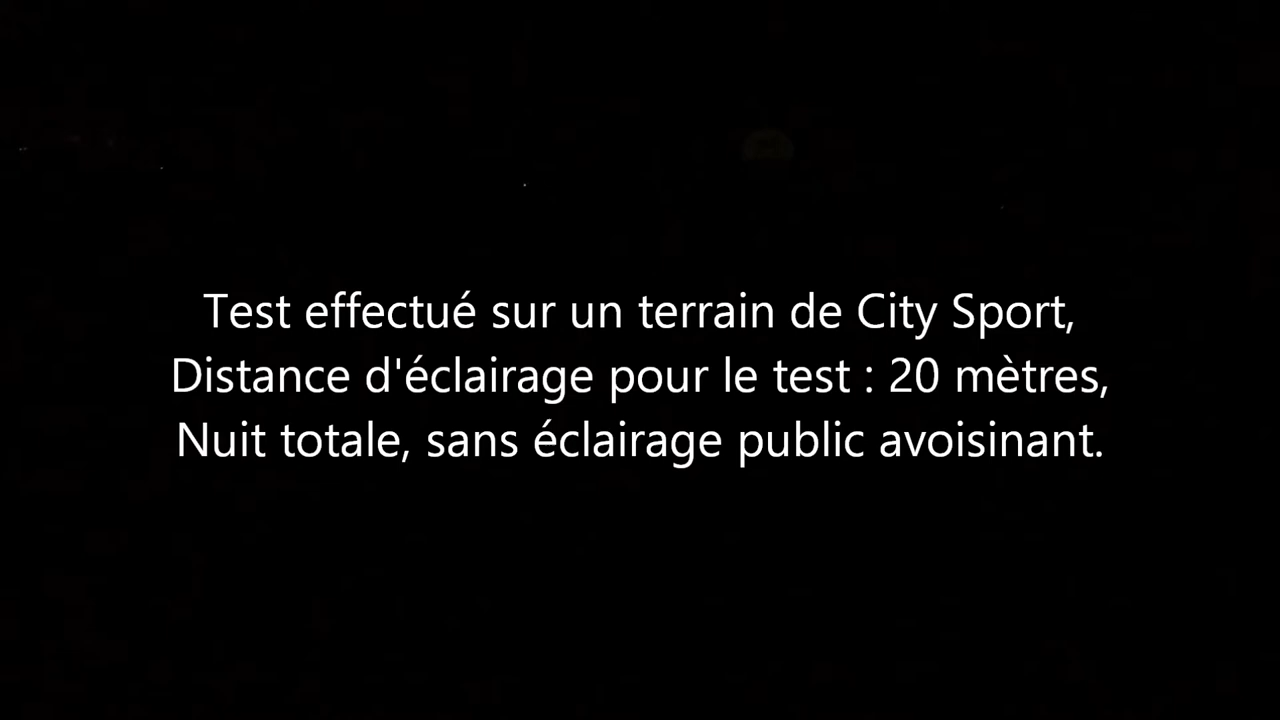 Test effectué sur un terrain de City Sport,
Distance d'éclairage pour le test : 20 mètres,
Nuit totale, sans éclairage public avoisinant.